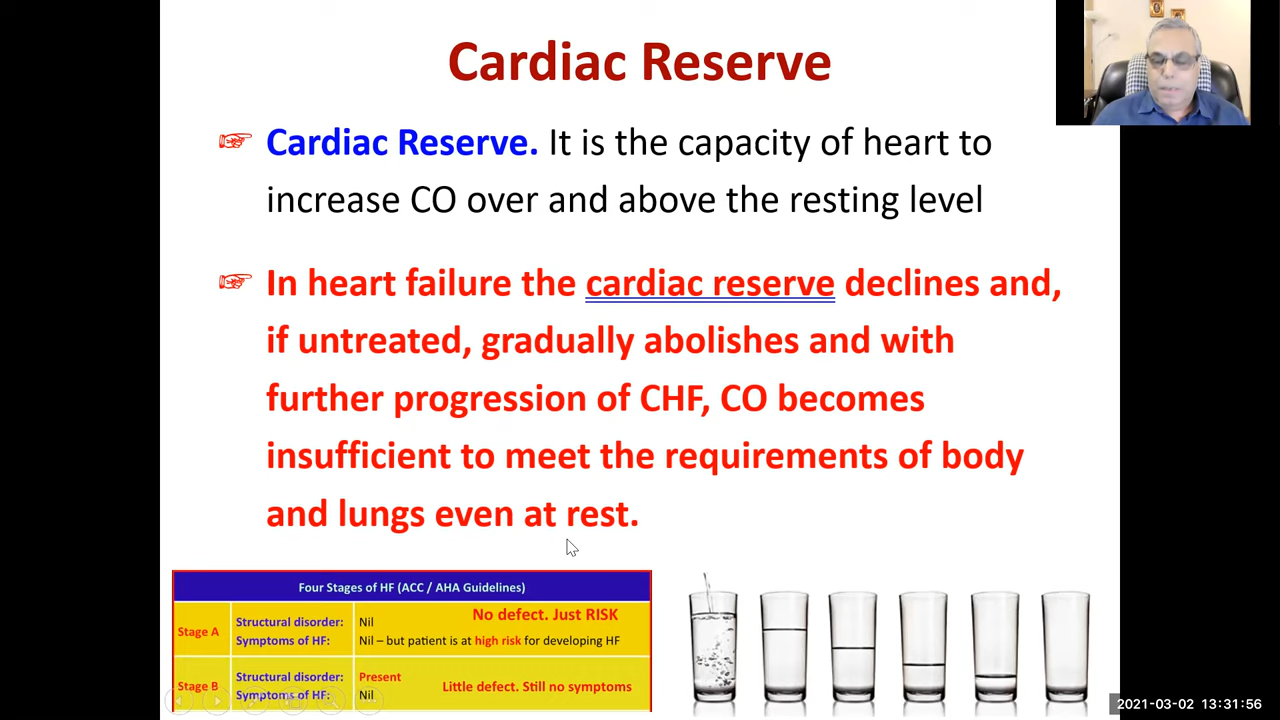 Cardiac Reserve
☞ Cardiac Reserve. It is the capacity of heart to
increase CO over and above the resting level
☞ In heart failure the cardiac reserve declines and,
if untreated, gradually abolishes and with
further progression of CHF, CO becomes
insufficient to meet the requirements of body
and lungs even at rest.
Four Stages of HF (ACC / AHA Guidelines)
Stage A
Structural disorder: Nil No defect. Just RISK
Symptoms of HF: Nil – but patient is at high risk for developing HF
Stage B
Structural disorder: Present
Symptoms of HF: Nil
Little defect. Still no symptoms
2021-03-02 13:31:56